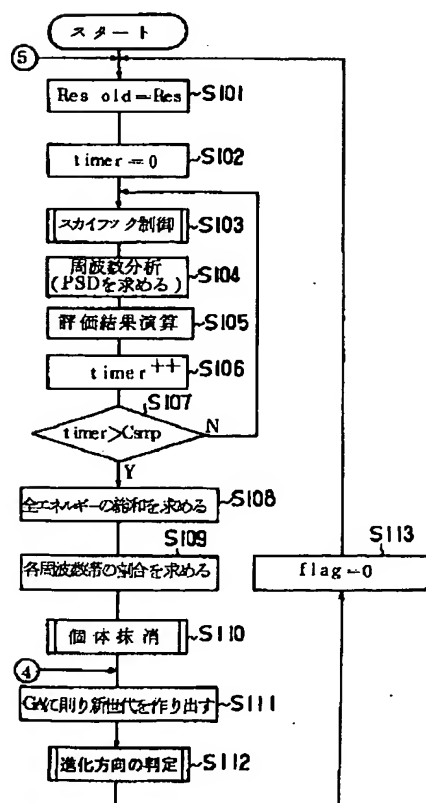 スタート
⑤
Res old=Res
S101
timer=0
S102
スカイフック制御
S103
周波数分析
(PSDを求める)
S104
評価結果演算
S105
timer++
S106
S107
timer>Csmp
N
Y
全エネルギーの総和を求める
S108
S109
各周波数帯の割合を求める
S113
flag=0
個体抹消
S110
④
GAに則り新世代を作り出す
S111
進化方向の判定
S112